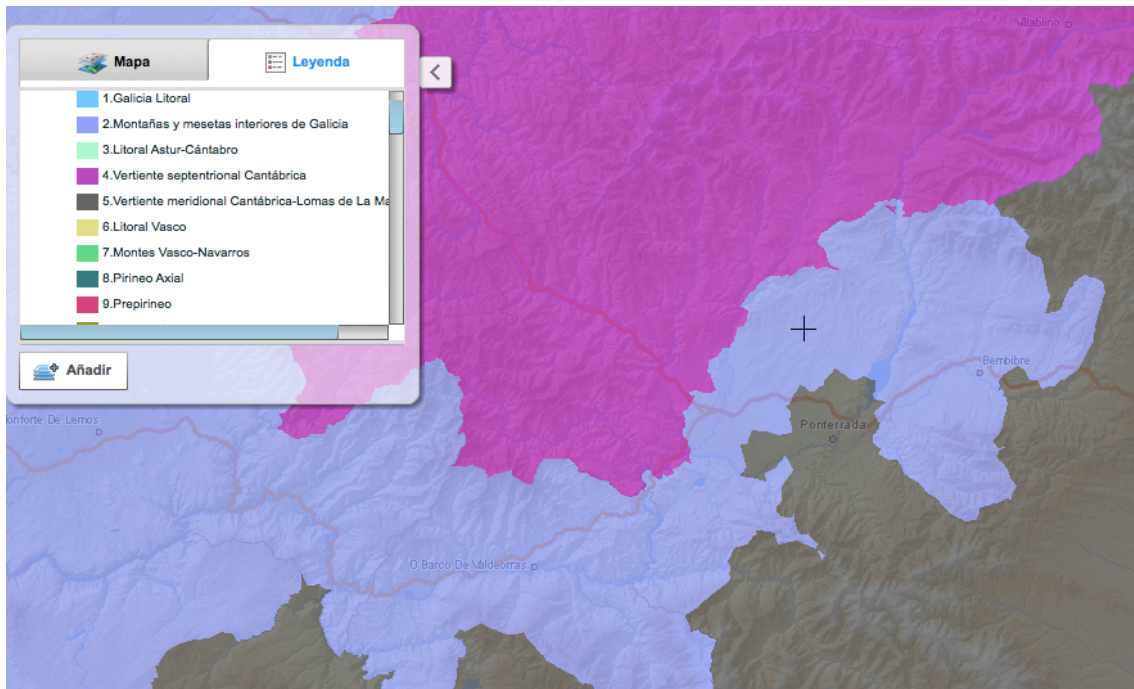 Mapa
Leyenda
1.Galicia Litoral
2.Montañas y mesetas interiores de Galicia
3.Litoral Astur-Cántabro
4.Vertiente septentrional Cantábrica
5.Vertiente meridional Cantábrica-Lomas de La Ma
6.Litoral Vasco
7.Montes Vasco-Navarros
8.Pirineo Axial
9.Prepirineo
Añadir
Villablino
Bembibre
onforte De Lemos
Ponferrada
O Barco De Valdeorras